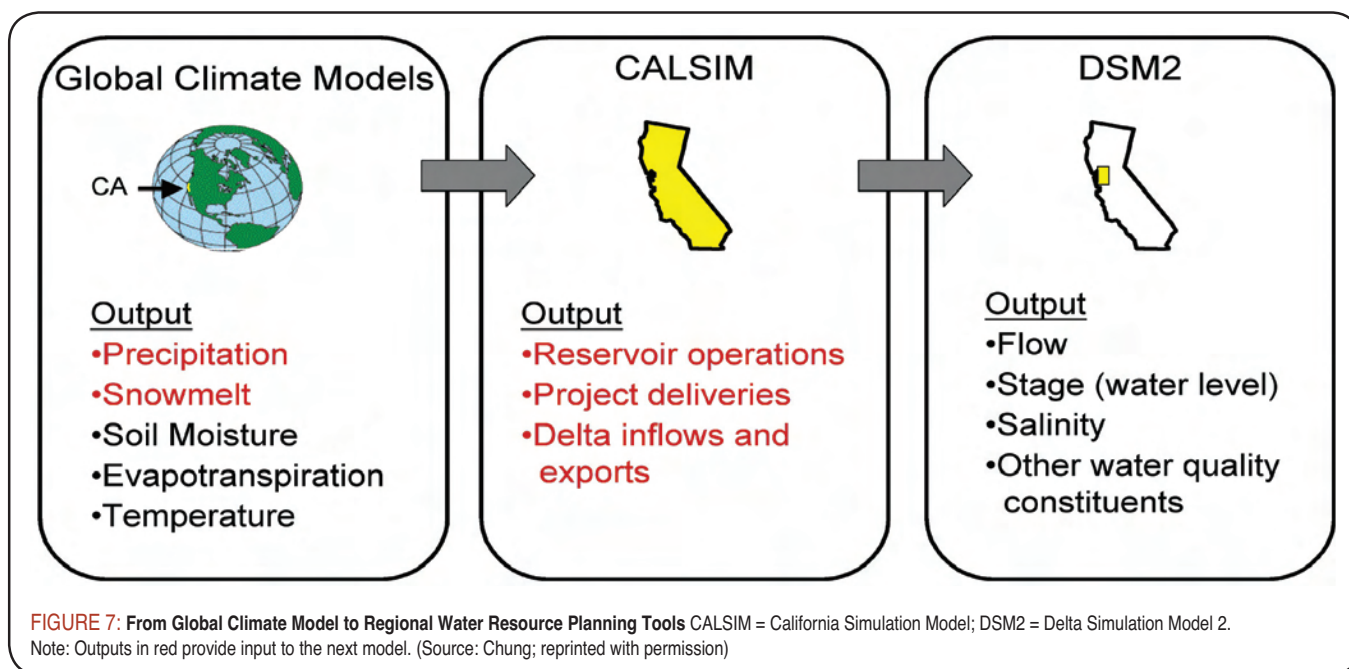 Global Climate Models
CA
Output
•Precipitation
•Snowmelt
•Soil Moisture
•Evapotranspiration
•Temperature
CALSIM
Output
•Reservoir operations
•Project deliveries
•Delta inflows and
exports
DSM2
Output
•Flow
•Stage (water level)
•Salinity
•Other water quality
constituents
FIGURE 7: From Global Climate Model to Regional Water Resource Planning Tools CALSIM = California Simulation Model; DSM2 = Delta Simulation Model 2.
Note: Outputs in red provide input to the next model. (Source: Chung; reprinted with permission)